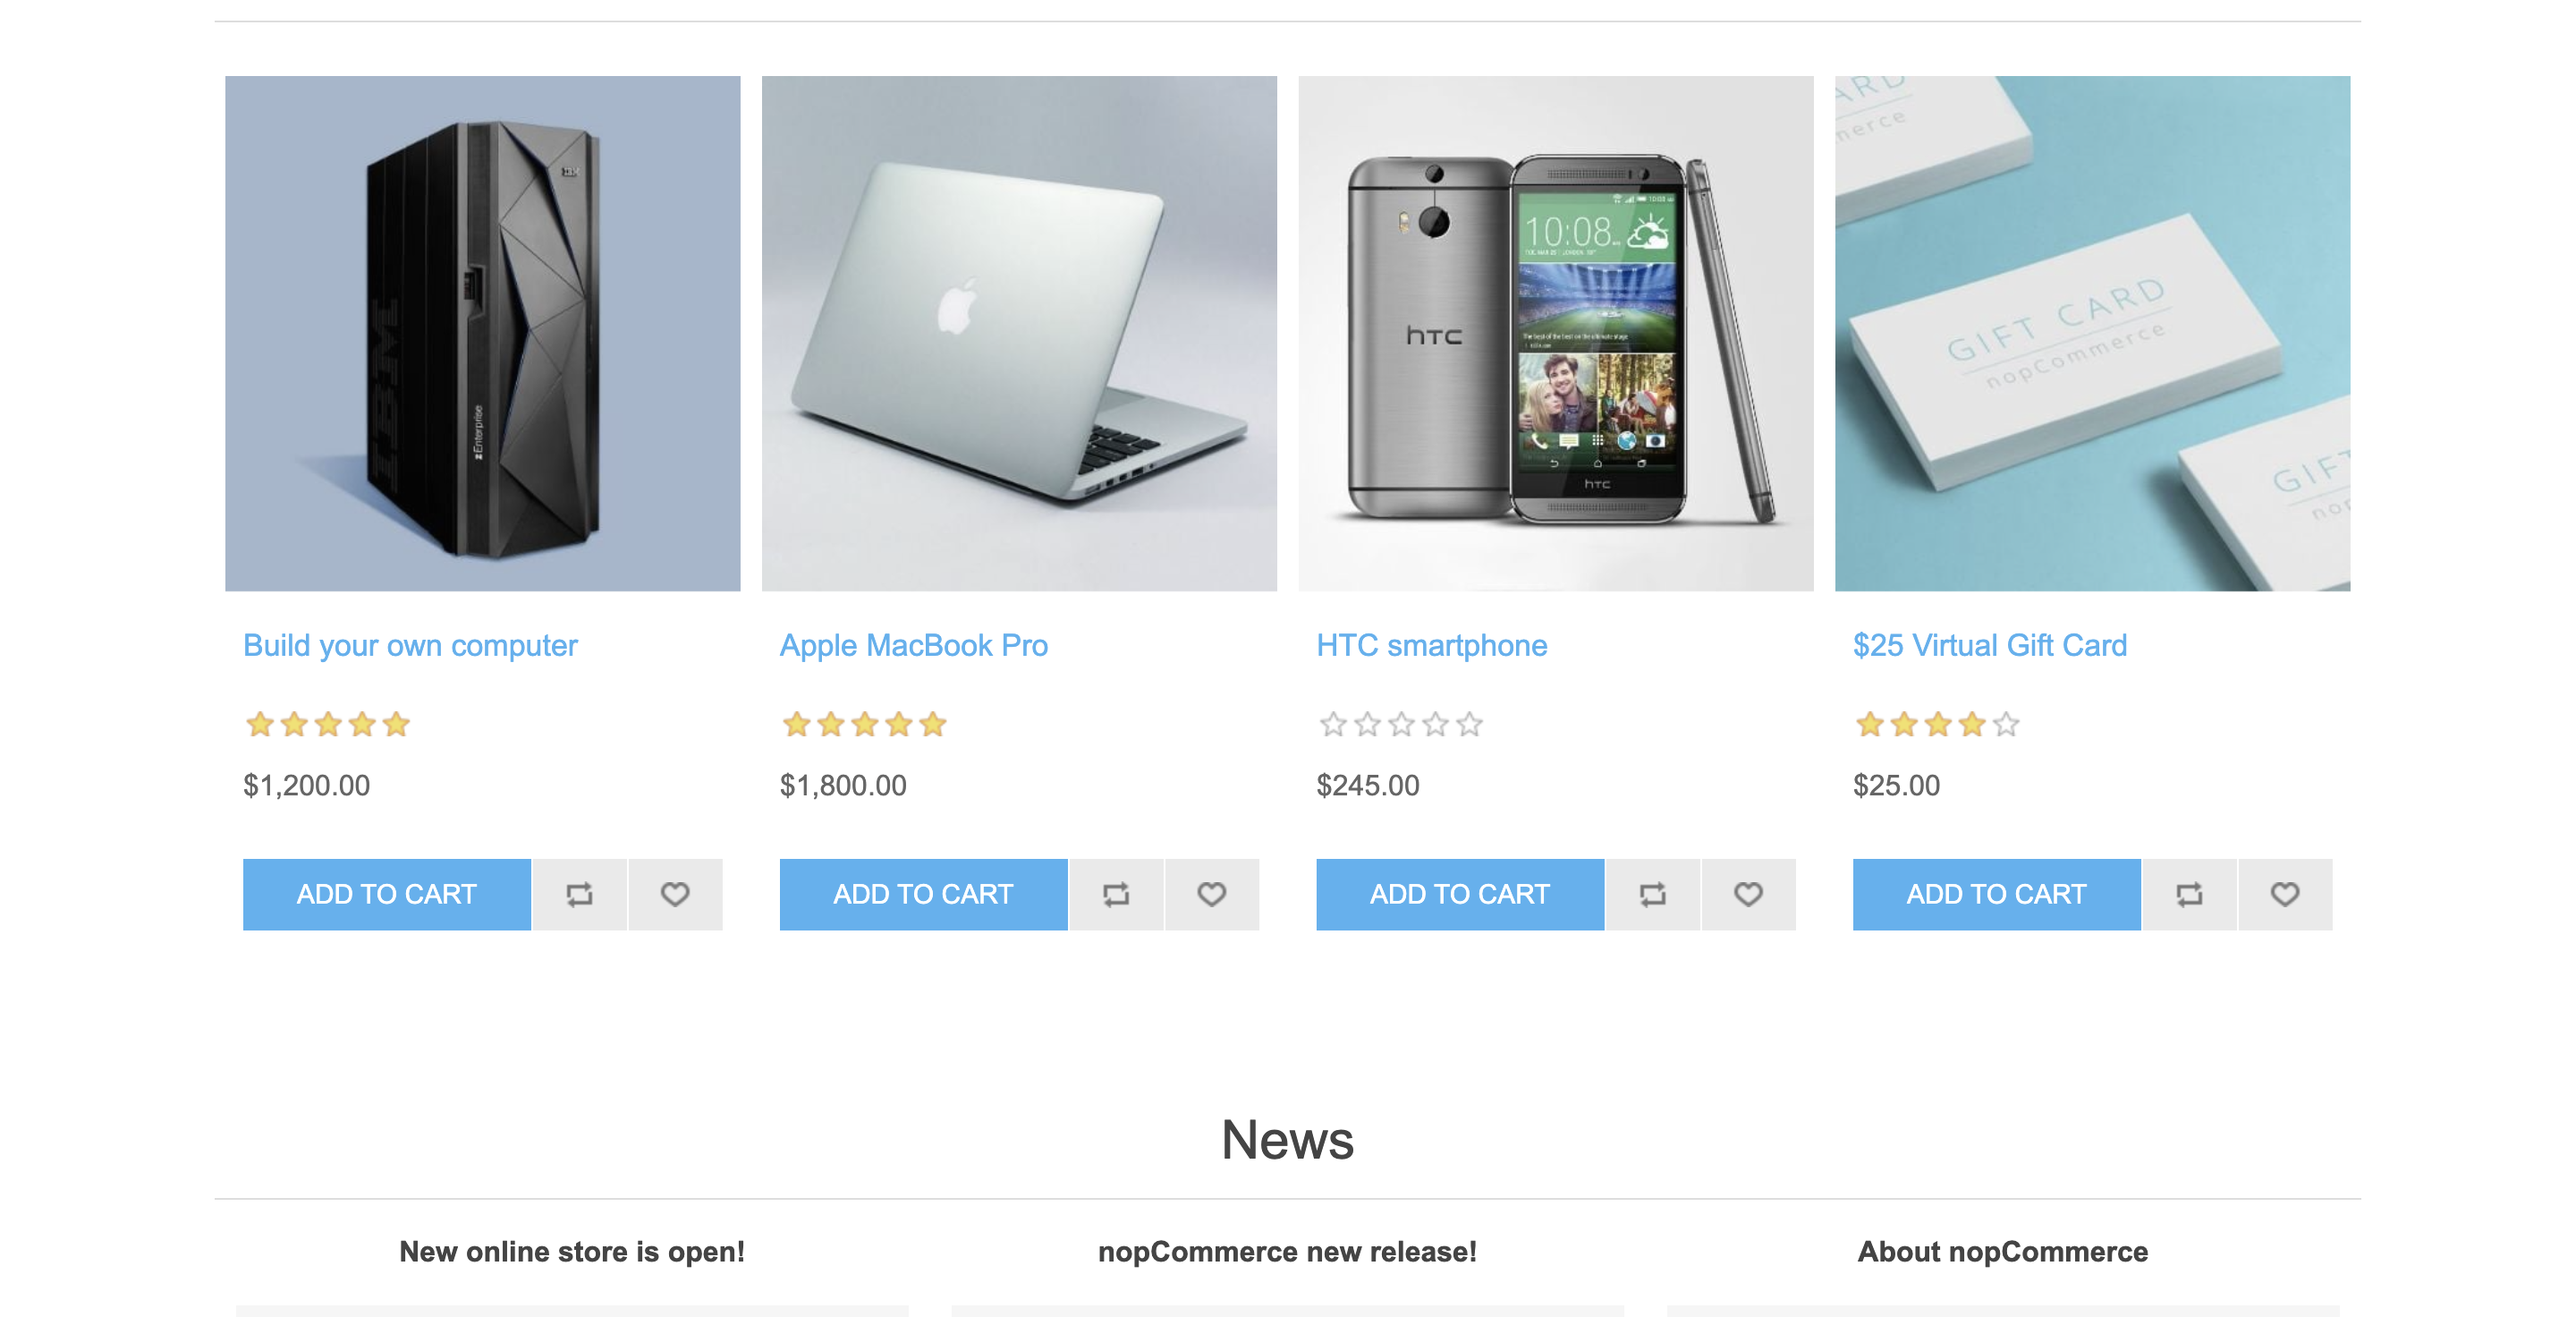 IBM
IBM
Enterprise
10:08
hTC
hTC
ARD
merce
GIFT CARD
nopCommerce
GIFT
nop
Build your own computer
Apple MacBook Pro
HTC smartphone
$25 Virtual Gift Card
$1,200.00
$1,800.00
$245.00
$25.00
ADD TO CART
ADD TO CART
ADD TO CART
ADD TO CART
News
New online store is open!
nopCommerce new release!
About nopCommerce